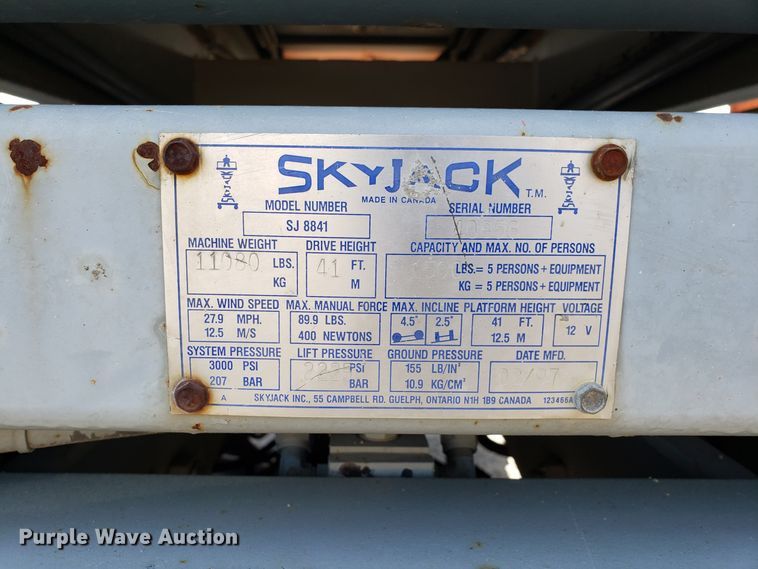 SKYJACK T.M.
MADE IN CANADA
MODEL NUMBER SERIAL NUMBER
SJ 8841
MACHINE WEIGHT DRIVE HEIGHT CAPACITY AND MAX. NO. OF PERSONS
11080 LBS. 41 FT. LBS. = 5 PERSONS + EQUIPMENT
KG M KG = 5 PERSONS + EQUIPMENT
MAX. WIND SPEED MAX. MANUAL FORCE MAX. INCLINE PLATFORM HEIGHT VOLTAGE
27.9 MPH. 89.9 LBS. 4.5° 2.5° 41 FT. 12 V
12.5 M/S 400 NEWTONS 12.5 M
SYSTEM PRESSURE LIFT PRESSURE GROUND PRESSURE DATE MFD.
3000 PSI PSI 155 LB/IN²
207 BAR BAR 10.9 KG/CM²
A SKYJACK INC., 55 CAMPBELL RD. GUELPH, ONTARIO N1H 1B9 CANADA 123466A
Purple Wave Auction